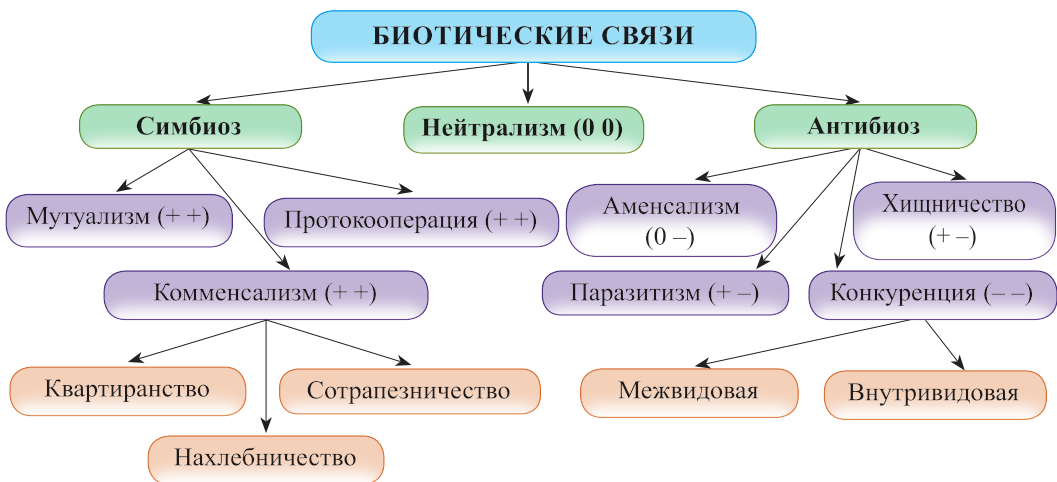 БИОТИЧЕСКИЕ СВЯЗИ
Симбиоз
Нейтрализм (0 0)
Антибиоз
Мутуализм (+ +)
Протокооперация (+ +)
Аменсализм
(0 –)
Хищничество
(+ –)
Комменсализм (+ +)
Паразитизм (+ –)
Конкуренция (– –)
Квартиранство
Сотрапезничество
Межвидовая
Внутривидовая
Нахлебничество